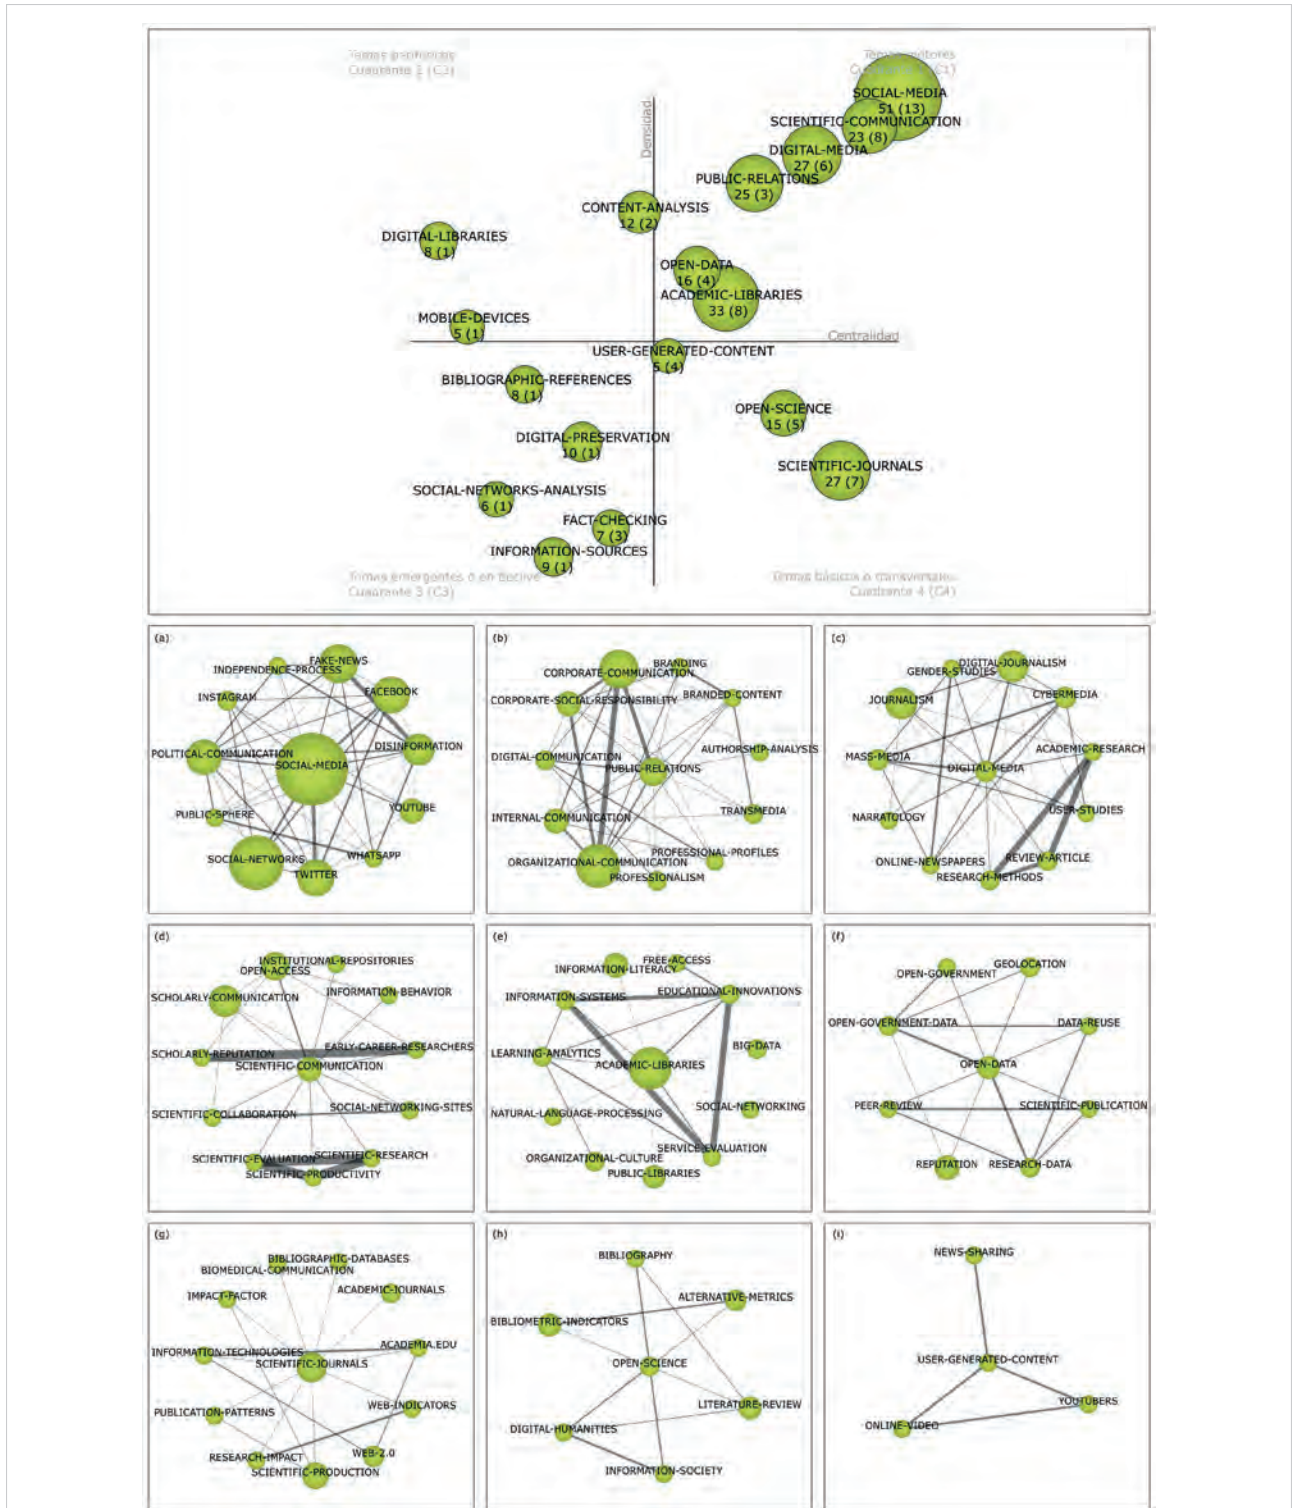 Temas periféricos
Cuadrante 2 (C2)
Temas motores
Densidad
SOCIAL-MEDIA
51 (13)
SCIENTIFIC-COMMUNICATION
23 (8)
DIGITAL-MEDIA
27 (6)
PUBLIC-RELATIONS
25 (3)
CONTENT-ANALYSIS
12 (2)
DIGITAL-LIBRARIES
8 (1)
OPEN-DATA
16 (4)
ACADEMIC-LIBRARIES
33 (8)
MOBILE-DEVICES
5 (1)
Centralidad
USER-GENERATED-CONTENT
5 (4)
BIBLIOGRAPHIC-REFERENCES
8 (1)
OPEN-SCIENCE
15 (5)
DIGITAL-PRESERVATION
10 (1)
SCIENTIFIC-JOURNALS
27 (7)
SOCIAL-NETWORKS-ANALYSIS
6 (1)
FACT-CHECKING
7 (3)
INFORMATION-SOURCES
9 (1)
Temas emergentes o en declive
Cuadrante 3 (C3)
Temas básicos o transversales
Cuadrante 4 (C4)
(a)
FAKE-NEWS
INDEPENDENCE-PROCESS
FACEBOOK
INSTAGRAM
DISINFORMATION
POLITICAL-COMMUNICATION
SOCIAL-MEDIA
YOUTUBE
PUBLIC-SPHERE
WHATSAPP
SOCIAL-NETWORKS
TWITTER
(b)
BRANDING
CORPORATE-COMMUNICATION
BRANDED-CONTENT
CORPORATE-SOCIAL-RESPONSIBILITY
AUTHORSHIP-ANALYSIS
DIGITAL-COMMUNICATION
PUBLIC-RELATIONS
TRANSMEDIA
INTERNAL-COMMUNICATION
PROFESSIONAL-PROFILES
ORGANIZATIONAL-COMMUNICATION
PROFESSIONALISM
(c)
DIGITAL-JOURNALISM
GENDER-STUDIES
CYBERMEDIA
JOURNALISM
ACADEMIC-RESEARCH
MASS-MEDIA
DIGITAL-MEDIA
USER-STUDIES
NARRATOLOGY
REVIEW-ARTICLE
ONLINE-NEWSPAPERS
RESEARCH-METHODS
(d)
INSTITUTIONAL-REPOSITORIES
OPEN-ACCESS
INFORMATION-BEHAVIOR
SCHOLARLY-COMMUNICATION
EARLY-CAREER-RESEARCHERS
SCHOLARLY-REPUTATION
SCIENTIFIC-COMMUNICATION
SOCIAL-NETWORKING-SITES
SCIENTIFIC-COLLABORATION
SCIENTIFIC-RESEARCH
SCIENTIFIC-EVALUATION
SCIENTIFIC-PRODUCTIVITY
(e)
FREE-ACCESS
INFORMATION-LITERACY
EDUCATIONAL-INNOVATIONS
INFORMATION-SYSTEMS
BIG-DATA
LEARNING-ANALYTICS
ACADEMIC-LIBRARIES
SOCIAL-NETWORKING
NATURAL-LANGUAGE-PROCESSING
SERVICE-EVALUATION
ORGANIZATIONAL-CULTURE
PUBLIC-LIBRARIES
(f)
GEOLOCATION
OPEN-GOVERNMENT
OPEN-GOVERNMENT-DATA
DATA-REUSE
OPEN-DATA
PEER-REVIEW
SCIENTIFIC-PUBLICATION
REPUTATION
RESEARCH-DATA
(g)
BIBLIOGRAPHIC-DATABASES
BIOMEDICAL-COMMUNICATION
ACADEMIC-JOURNALS
IMPACT-FACTOR
ACADEMIA.EDU
INFORMATION-TECHNOLOGIES
SCIENTIFIC-JOURNALS
WEB-INDICATORS
PUBLICATION-PATTERNS
WEB-2.0
RESEARCH-IMPACT
SCIENTIFIC-PRODUCTION
(h)
BIBLIOGRAPHY
ALTERNATIVE-METRICS
BIBLIOMETRIC-INDICATORS
OPEN-SCIENCE
LITERATURE-REVIEW
DIGITAL-HUMANITIES
INFORMATION-SOCIETY
(i)
NEWS-SHARING
USER-GENERATED-CONTENT
YOUTUBERS
ONLINE-VIDEO